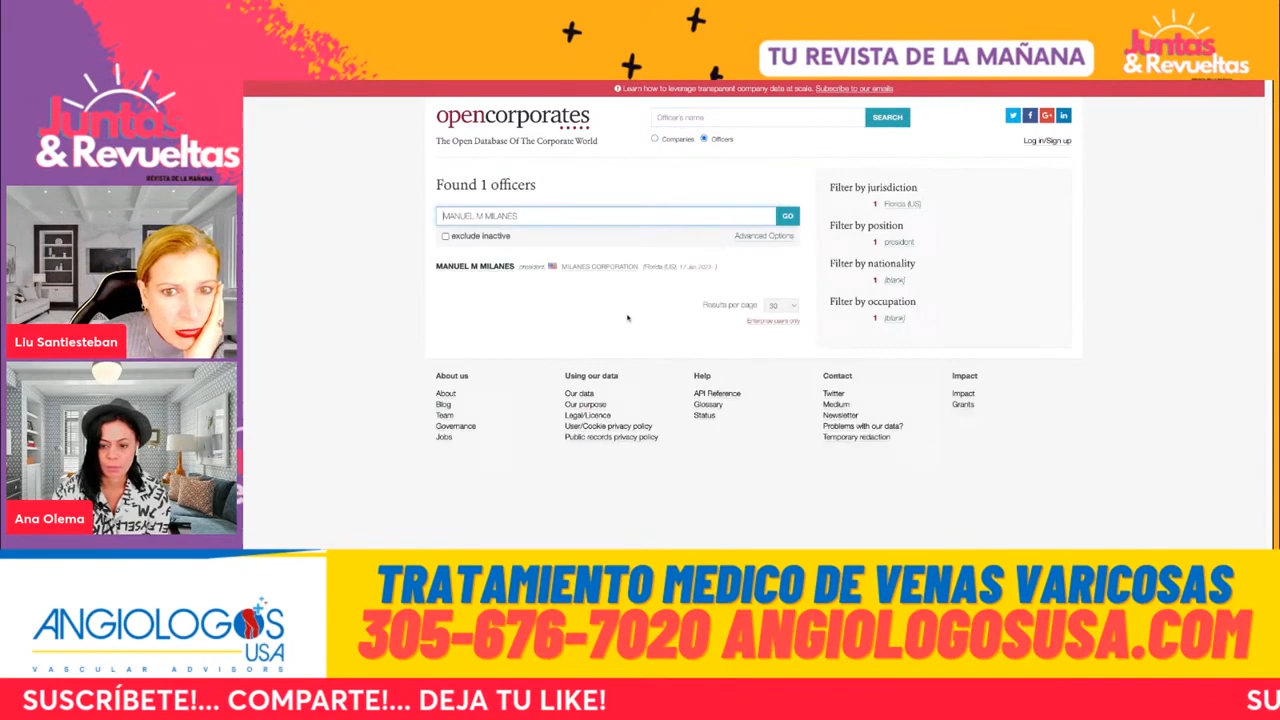 TU REVISTA DE LA MAÑANA
Juntas
& Revueltas
Juntas
& Revueltas
REVISTA DE LA MAÑANA
Learn how to leverage transparent company data at scale. Subscribe to our emails
opencorporates
The Open Database Of The Corporate World
Officer's name
SEARCH
Companies
Officers
Log in/Sign up
Found 1 officers
MANUEL M MILANES
GO
exclude inactive
Advanced Options
MANUEL M MILANES president MILANES CORPORATION (Florida (US), 17 Jan 2023- )
Results per page 30
Enterprise users only
Filter by jurisdiction
1 Florida (US)
Filter by position
1 president
Filter by nationality
1 [blank]
Filter by occupation
1 [blank]
About us
About
Blog
Team
Governance
Jobs
Using our data
Our data
Our purpose
Legal/Licence
User/Cookie privacy policy
Public records privacy policy
Help
API Reference
Glossary
Status
Contact
Twitter
Medium
Newsletter
Problems with our data?
Temporary redaction
Impact
Impact
Grants
Liu Santiesteban
Ana Olema
ANGIOLOGOS
USA
VASCULAR ADVISORS
TRATAMIENTO MEDICO DE VENAS VARICOSAS
305-676-7020 ANGIOLOGOSUSA.COM
SUSCRÍBETE!... COMPARTE!... DEJA TU LIKE!
SU